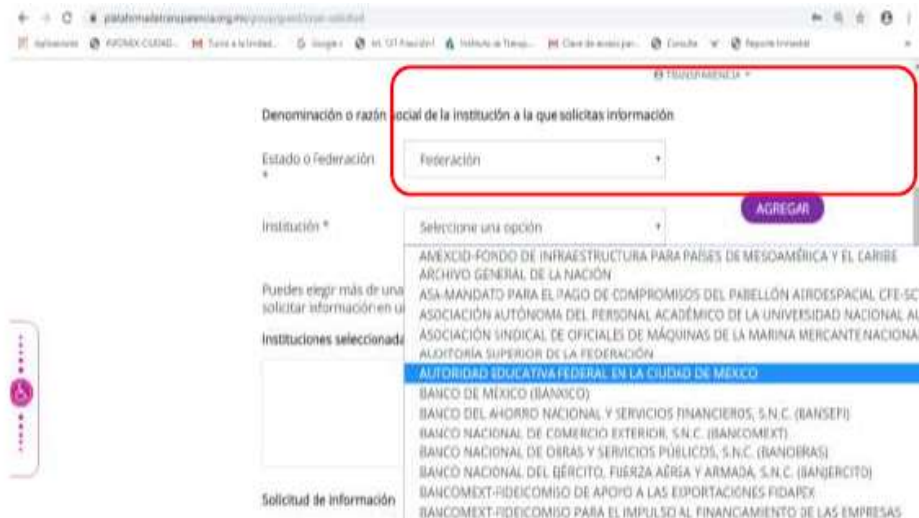 plataformadetransparencia.org.mx/group/guest/crear-solicitud
TRANSPARENCIA
Denominación o razón social de la institución a la que solicitas información
Estado o Federación
*
Federación
Institución *
Seleccione una opción
AGREGAR
AMEXCID-FONDO DE INFRAESTRUCTURA PARA PAÍSES DE MESOAMÉRICA Y EL CARIBE
ARCHIVO GENERAL DE LA NACIÓN
Puedes elegir más de una
ASA-MANDATO PARA EL PAGO DE COMPROMISOS DEL PABELLÓN AEROESPACIAL CFE-SC
solicitar información en u
ASOCIACIÓN AUTÓNOMA DEL PERSONAL ACADÉMICO DE LA UNIVERSIDAD NACIONAL AU
Instituciones seleccionada
ASOCIACIÓN SINDICAL DE OFICIALES DE MÁQUINAS DE LA MARINA MERCANTE NACIONA
AUDITORÍA SUPERIOR DE LA FEDERACIÓN
AUTORIDAD EDUCATIVA FEDERAL EN LA CIUDAD DE MÉXICO
BANCO DE MÉXICO (BANXICO)
BANCO DEL AHORRO NACIONAL Y SERVICIOS FINANCIEROS, S.N.C. (BANSEFI)
BANCO NACIONAL DE COMERCIO EXTERIOR, S.N.C. (BANCOMEXT)
BANCO NACIONAL DE OBRAS Y SERVICIOS PÚBLICOS, S.N.C. (BANOBRAS)
BANCO NACIONAL DEL EJÉRCITO, FUERZA AÉREA Y ARMADA, S.N.C. (BANJERCITO)
BANCOMEXT-FIDEICOMISO DE APOYO A LAS EXPORTACIONES FIDAPEX
Solicitud de información
BANCOMEXT-FIDEICOMISO PARA EL IMPULSO AL FINANCIAMIENTO DE LAS EMPRESAS